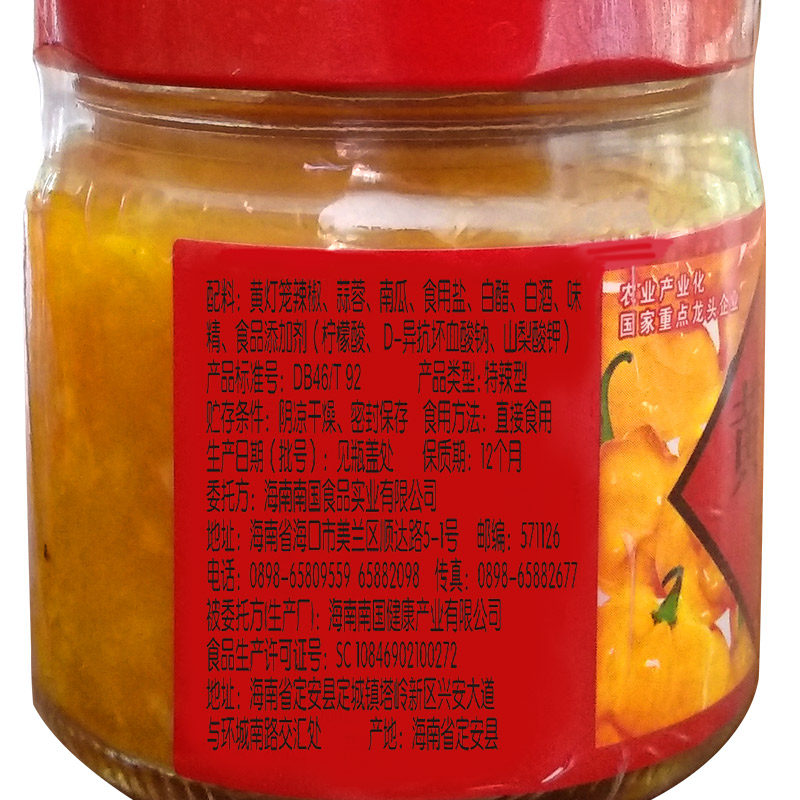 配料：黄灯笼辣椒、蒜蓉、南瓜、食用盐、白醋、白酒、味
精、食品添加剂（柠檬酸、D-异抗坏血酸钠、山梨酸钾）
产品标准号：DB46/T 92 产品类型：特辣型
贮存条件：阴凉干燥、密封保存 食用方法：直接食用
生产日期（批号）：见瓶盖处 保质期：12个月
委托方：海南南国食品实业有限公司
地址：海南省海口市美兰区顺达路5-1号 邮编：571126
电话：0898-65809559 65882098 传真：0898-65882677
被委托方(生产厂)：海南南国健康产业有限公司
食品生产许可证号：SC10846902100272
地址：海南省定安县定城镇塔岭新区兴安大道
与环城南路交汇处 产地：海南省定安县
农业产业化
国家重点龙头企业